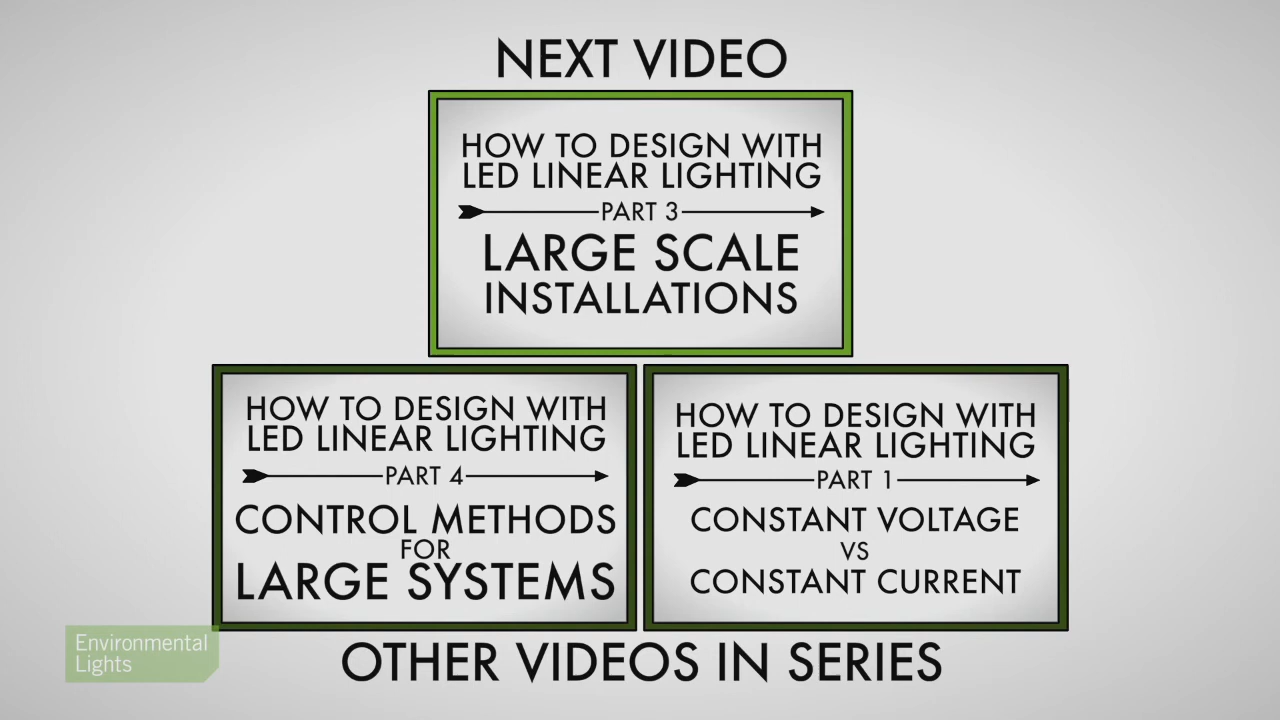 NEXT VIDEO
HOW TO DESIGN WITH
LED LINEAR LIGHTING
PART 3
LARGE SCALE
INSTALLATIONS
HOW TO DESIGN WITH
LED LINEAR LIGHTING
PART 4
CONTROL METHODS
FOR
LARGE SYSTEMS
HOW TO DESIGN WITH
LED LINEAR LIGHTING
PART 1
CONSTANT VOLTAGE
VS
CONSTANT CURRENT
Environmental
Lights
OTHER VIDEOS IN SERIES